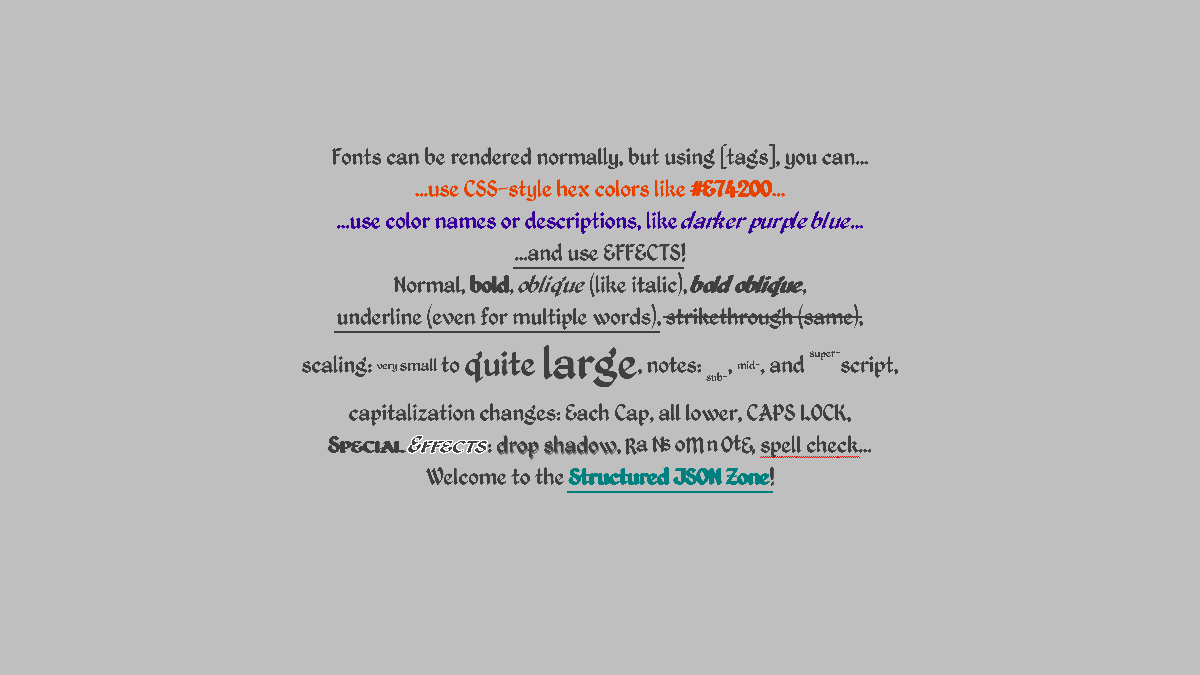 Fonts can be rendered normally, but using [tags], you can...
...use CSS-style hex colors like #E74200...
...use color names or descriptions, like darker purple blue...
...and use EFFECTS!
Normal, bold, oblique (like italic), bold oblique,
underline (even for multiple words), strikethrough (same),
scaling: very small to quite large, notes: sub-, mid-, and super-script,
capitalization changes: Each Cap, all lower, CAPS LOCK,
Special Effects: drop shadow, Ra Ns oM n OtE, spell check...
Welcome to the Structured JSON Zone!